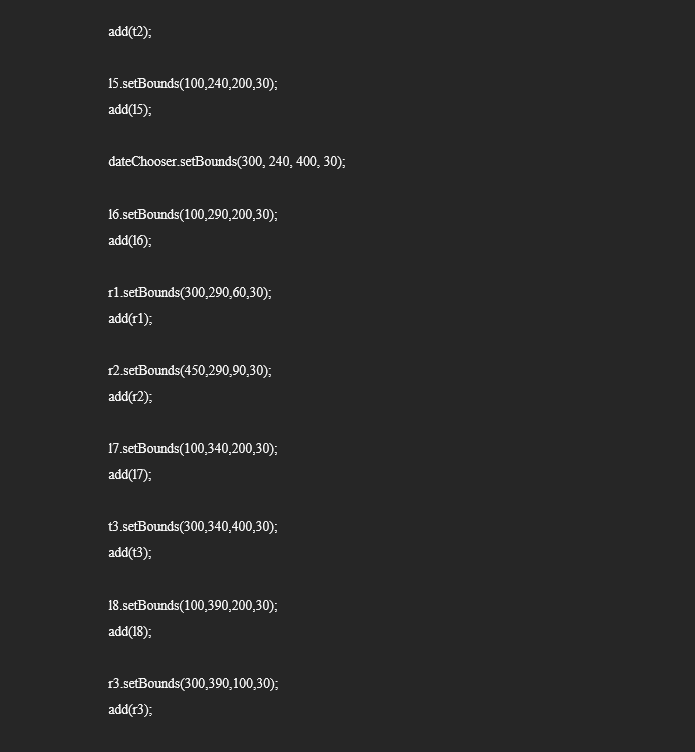 add(t2);
l5.setBounds(100,240,200,30);
add(l5);
dateChooser.setBounds(300, 240, 400, 30);
l6.setBounds(100,290,200,30);
add(l6);
r1.setBounds(300,290,60,30);
add(r1);
r2.setBounds(450,290,90,30);
add(r2);
l7.setBounds(100,340,200,30);
add(l7);
t3.setBounds(300,340,400,30);
add(t3);
l8.setBounds(100,390,200,30);
add(l8);
r3.setBounds(300,390,100,30);
add(r3);